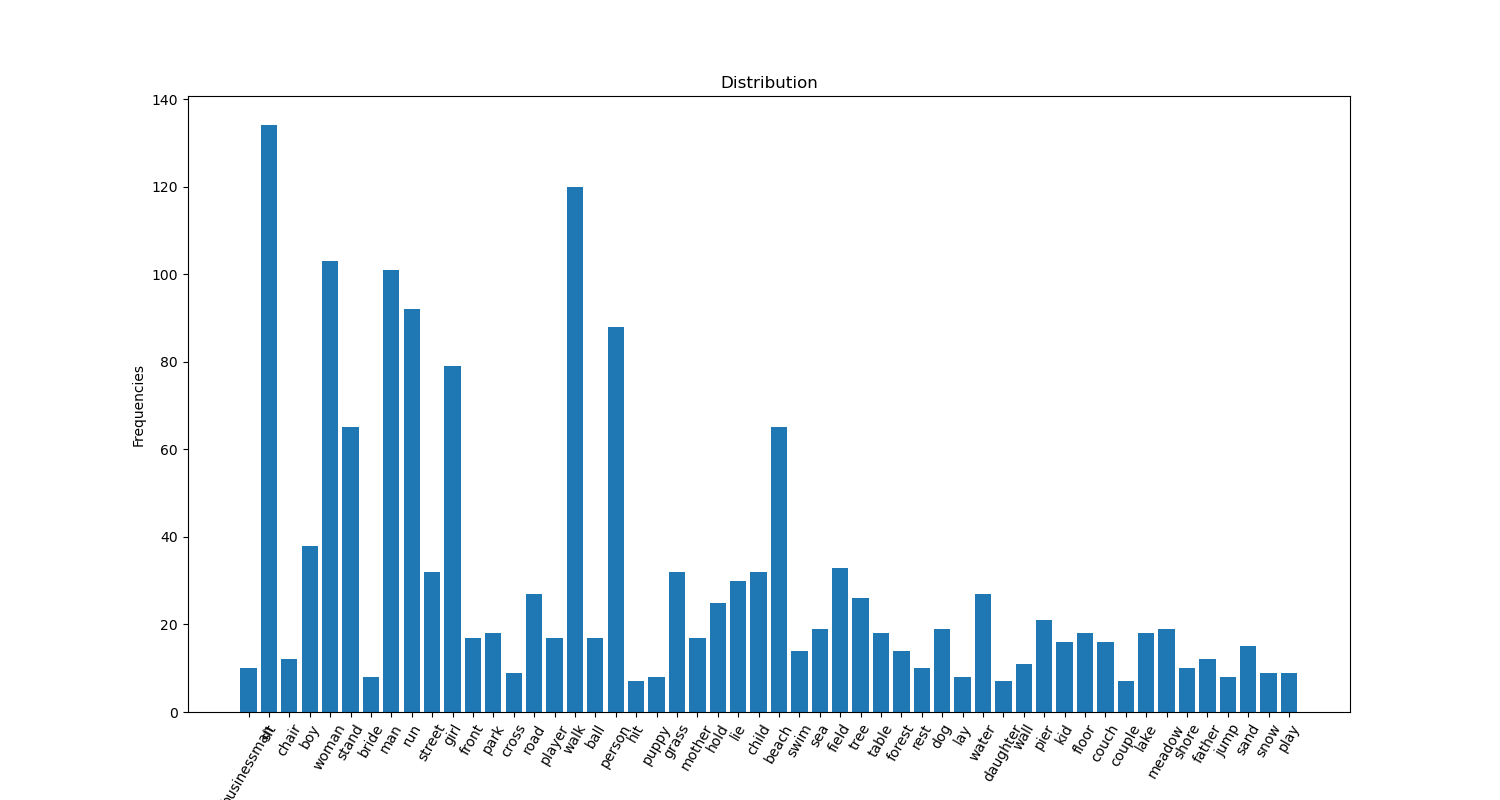 Distribution
140
120
100
80
60
40
20
0
Frequencies
businessman
sit
chair
boy
woman
stand
bride
man
run
street
girl
front
park
cross
road
player
walk
ball
person
hit
puppy
grass
mother
hold
lie
child
beach
swim
sea
field
tree
table
forest
rest
dog
lay
water
daughter
wall
pier
kid
floor
couch
couple
lake
meadow
shore
father
jump
sand
snow
play